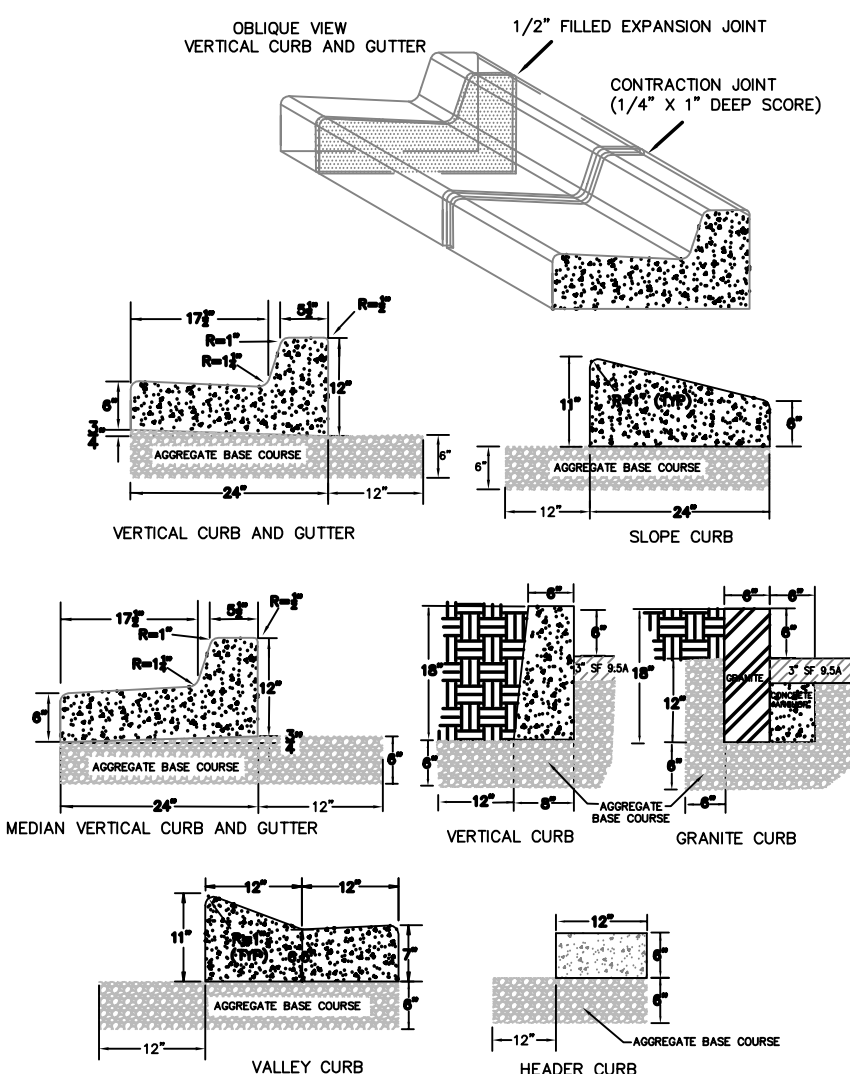 OBLIQUE VIEW
VERTICAL CURB AND GUTTER
1/2" FILLED EXPANSION JOINT
CONTRACTION JOINT
(1/4" X 1" DEEP SCORE)
17½"
5½"
R=½"
R=1"
R=1½"
12"
6"
3/4"
AGGREGATE BASE COURSE
6"
24"
12"
VERTICAL CURB AND GUTTER
11"
R=1" (TYP)
6"
6"
AGGREGATE BASE COURSE
12"
24"
SLOPE CURB
17½"
5½"
R=½"
R=1"
R=1½"
12"
6"
3/4"
AGGREGATE BASE COURSE
6"
24"
12"
MEDIAN VERTICAL CURB AND GUTTER
6"
18"
6"
3" SF 9.5A
6"
12"
8"
AGGREGATE
BASE COURSE
VERTICAL CURB
6"
6"
18"
6"
3" SF 9.5A
GRANITE
CONCRETE
12"
6"
6"
GRANITE CURB
12"
12"
11"
R=1"
(TYP)
7"
AGGREGATE BASE COURSE
6"
12"
VALLEY CURB
12"
6"
6"
12"
AGGREGATE BASE COURSE
HEADER CURB